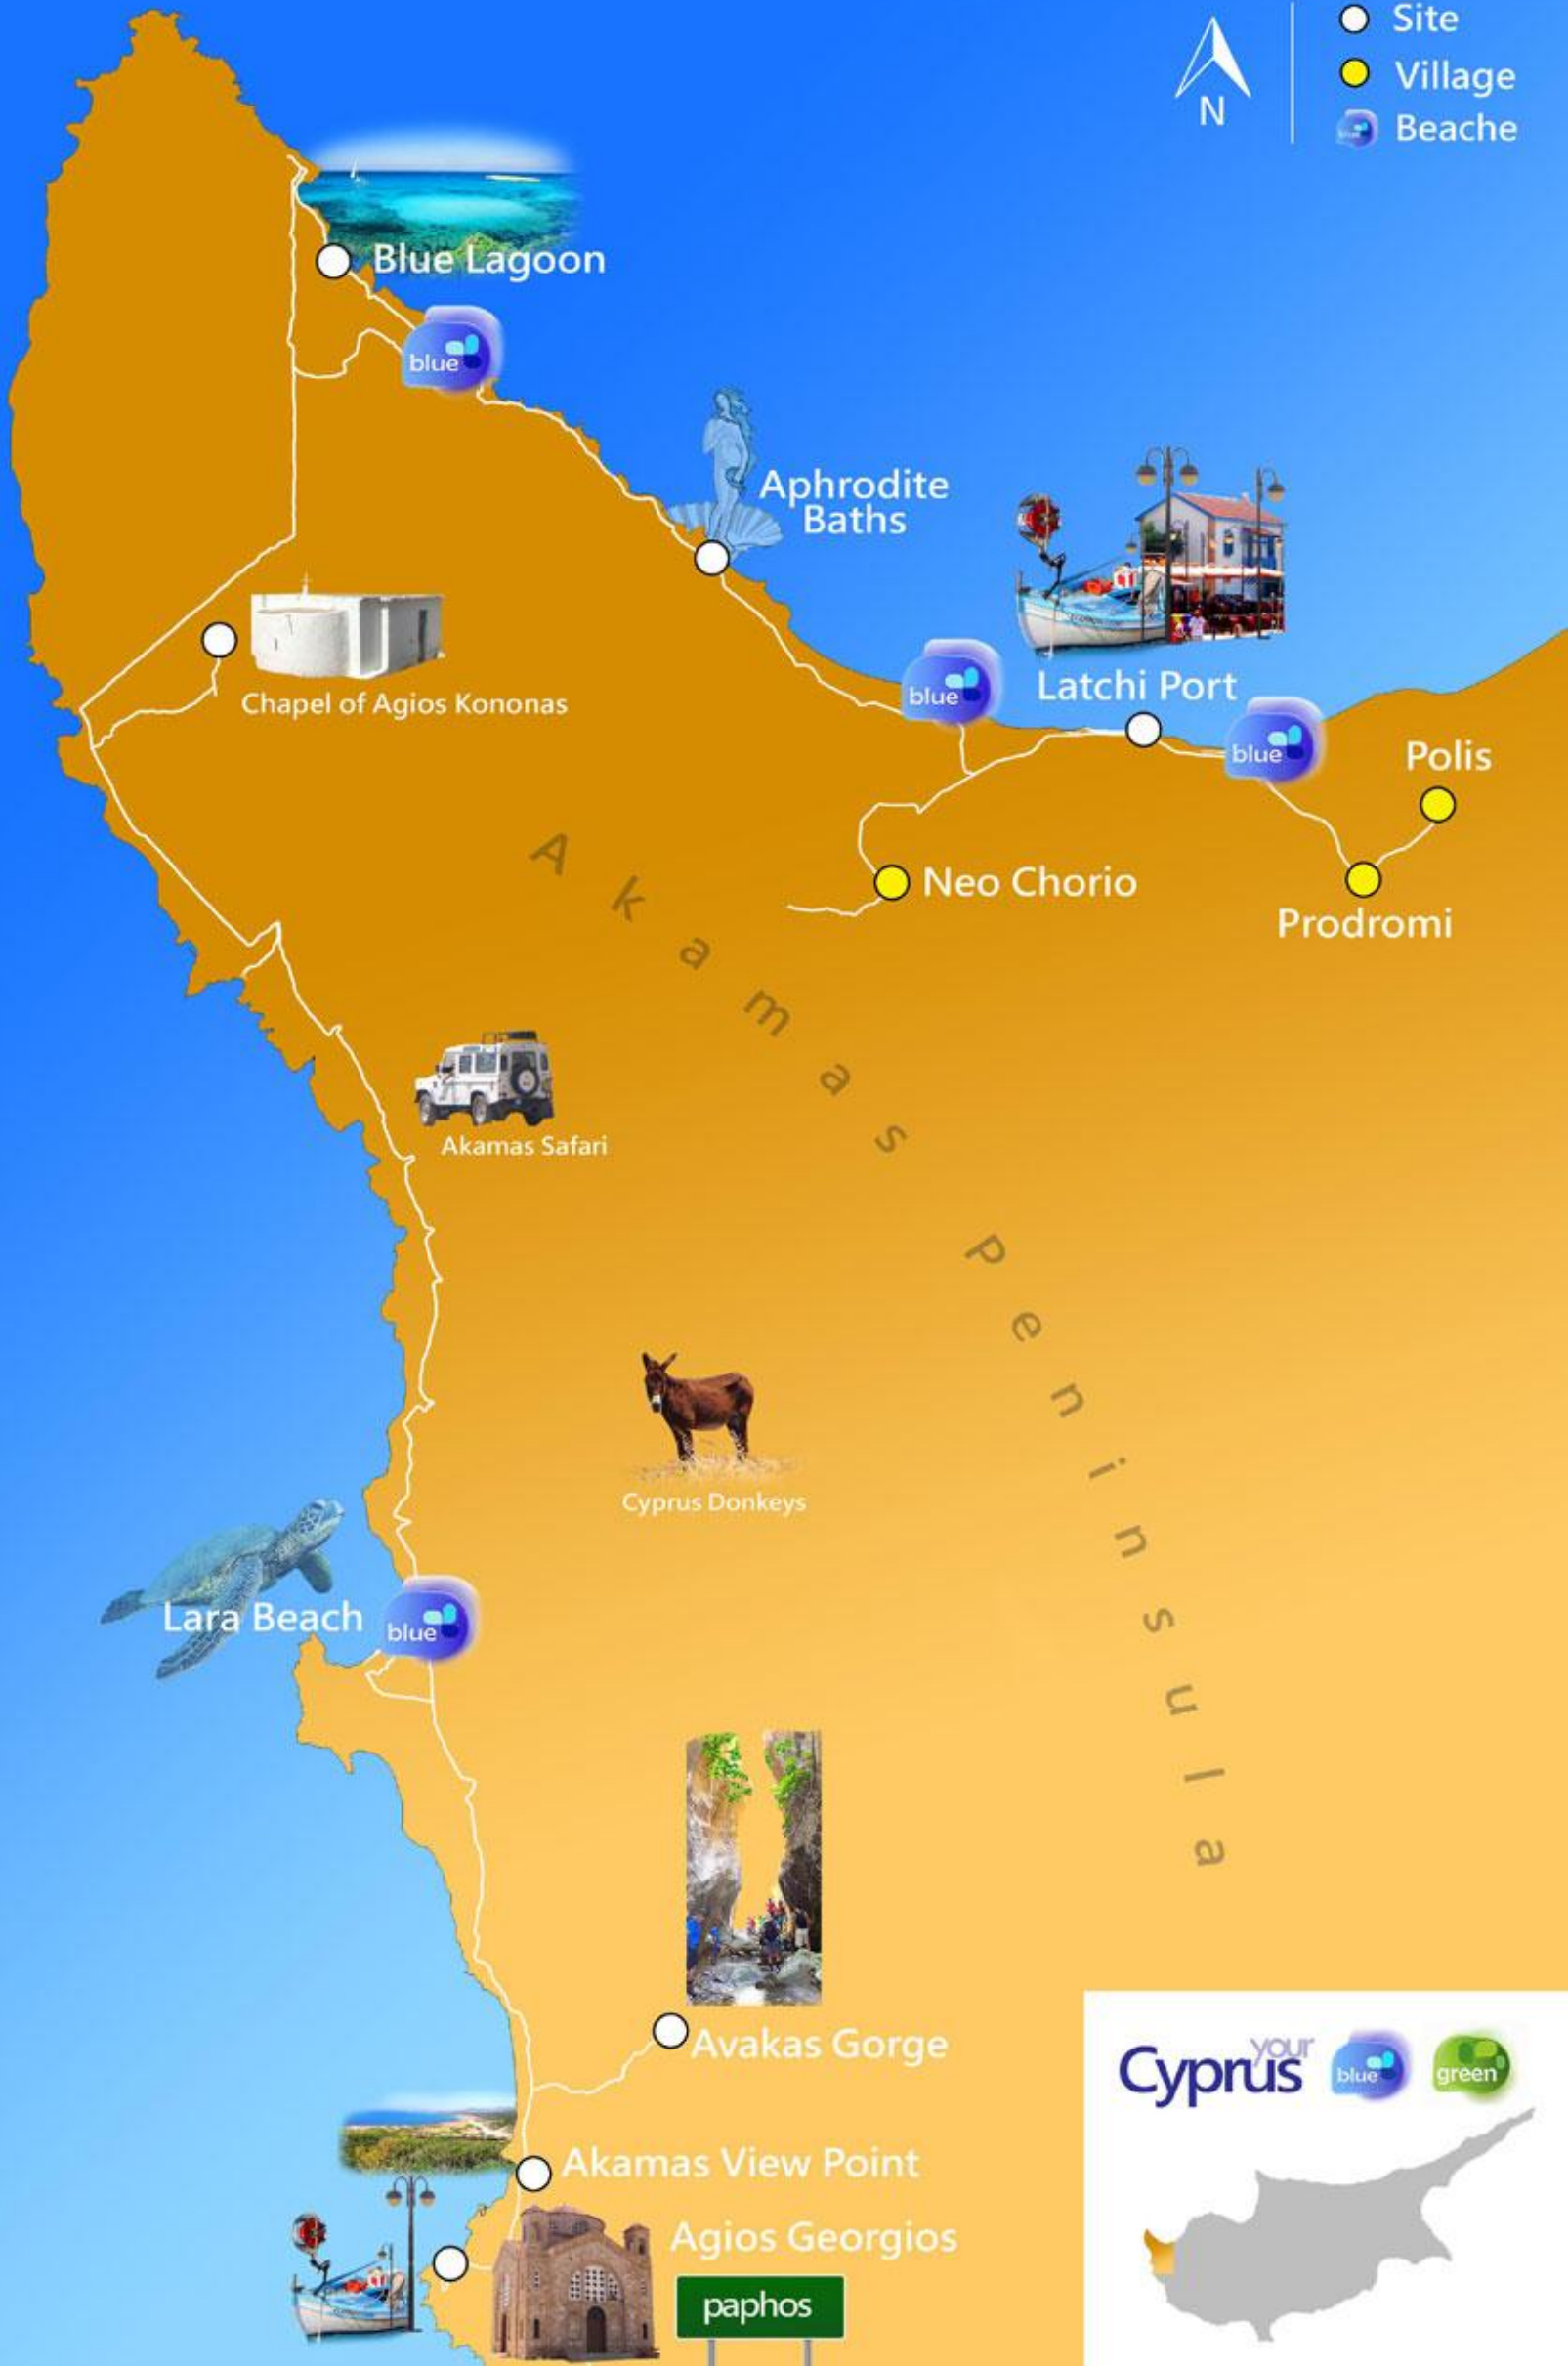 Site
Village
Beache
N
Blue Lagoon
blue
Aphrodite
Baths
Latchi Port
blue
blue
Chapel of Agios Kononas
Polis
Neo Chorio
Prodromi
Akamas Peninsula
Akamas Safari
Cyprus Donkeys
Lara Beach
blue
Avakas Gorge
Akamas View Point
Agios Georgios
paphos
your
Cyprus
blue
green